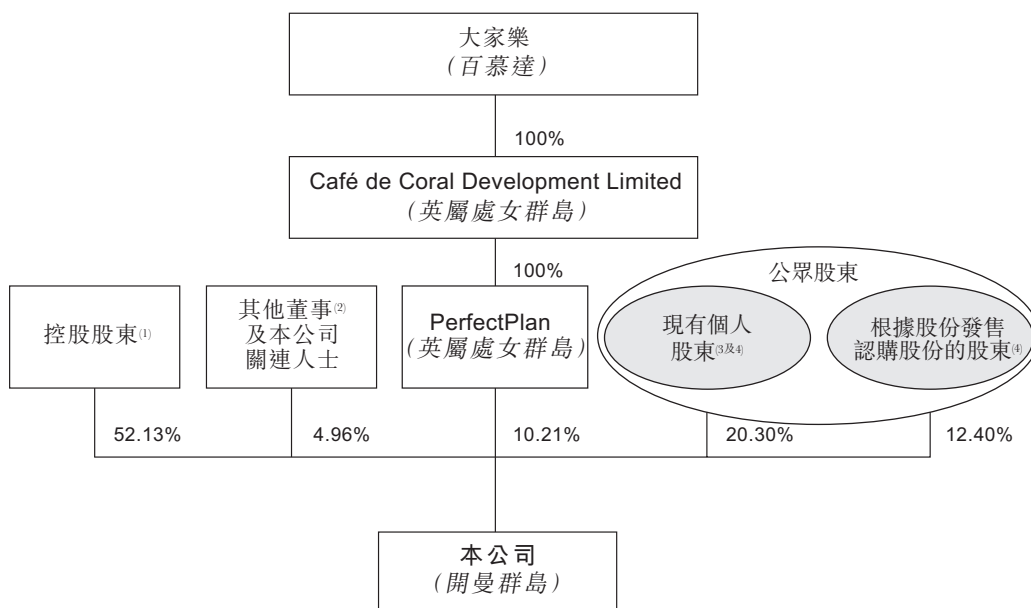 大家樂
(百慕達)
100%
Café de Coral Development Limited
(英屬處女群島)
100%
公眾股東
控股股東(1)
其他董事(2)
及本公司
關連人士
PerfectPlan
(英屬處女群島)
現有個人
股東(3及4)
根據股份發售
認購股份的股東(4)
52.13%
4.96%
10.21%
20.30%
12.40%
本公司
(開曼群島)